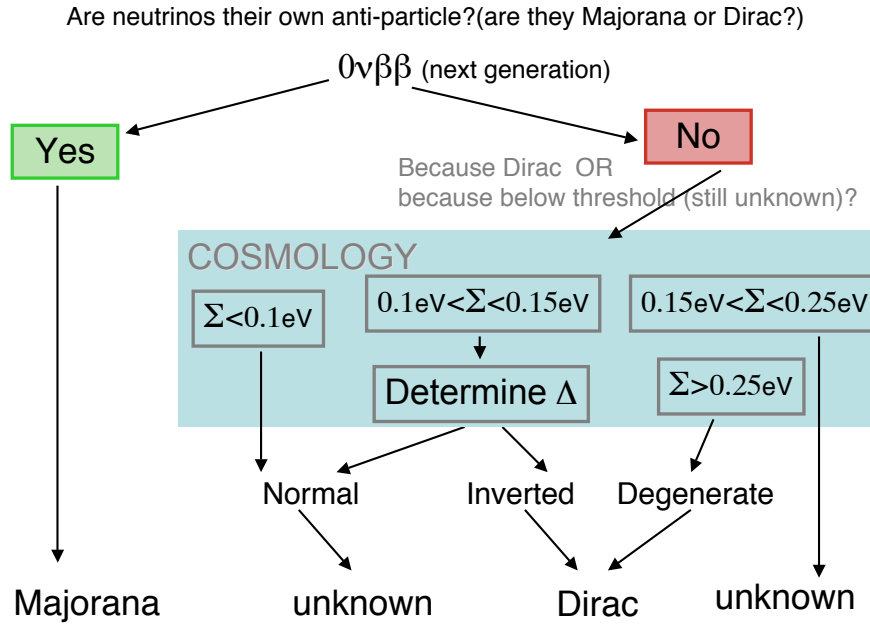 Are neutrinos their own anti-particle?(are they Majorana or Dirac?)
0νββ (next generation)
Yes
No
Because Dirac OR
because below threshold (still unknown)?
COSMOLOGY
Σ<0.1eV
0.1eV<Σ<0.15eV
0.15eV<Σ<0.25eV
Determine Δ
Σ>0.25eV
Normal
Inverted
Degenerate
Majorana
unknown
Dirac
unknown